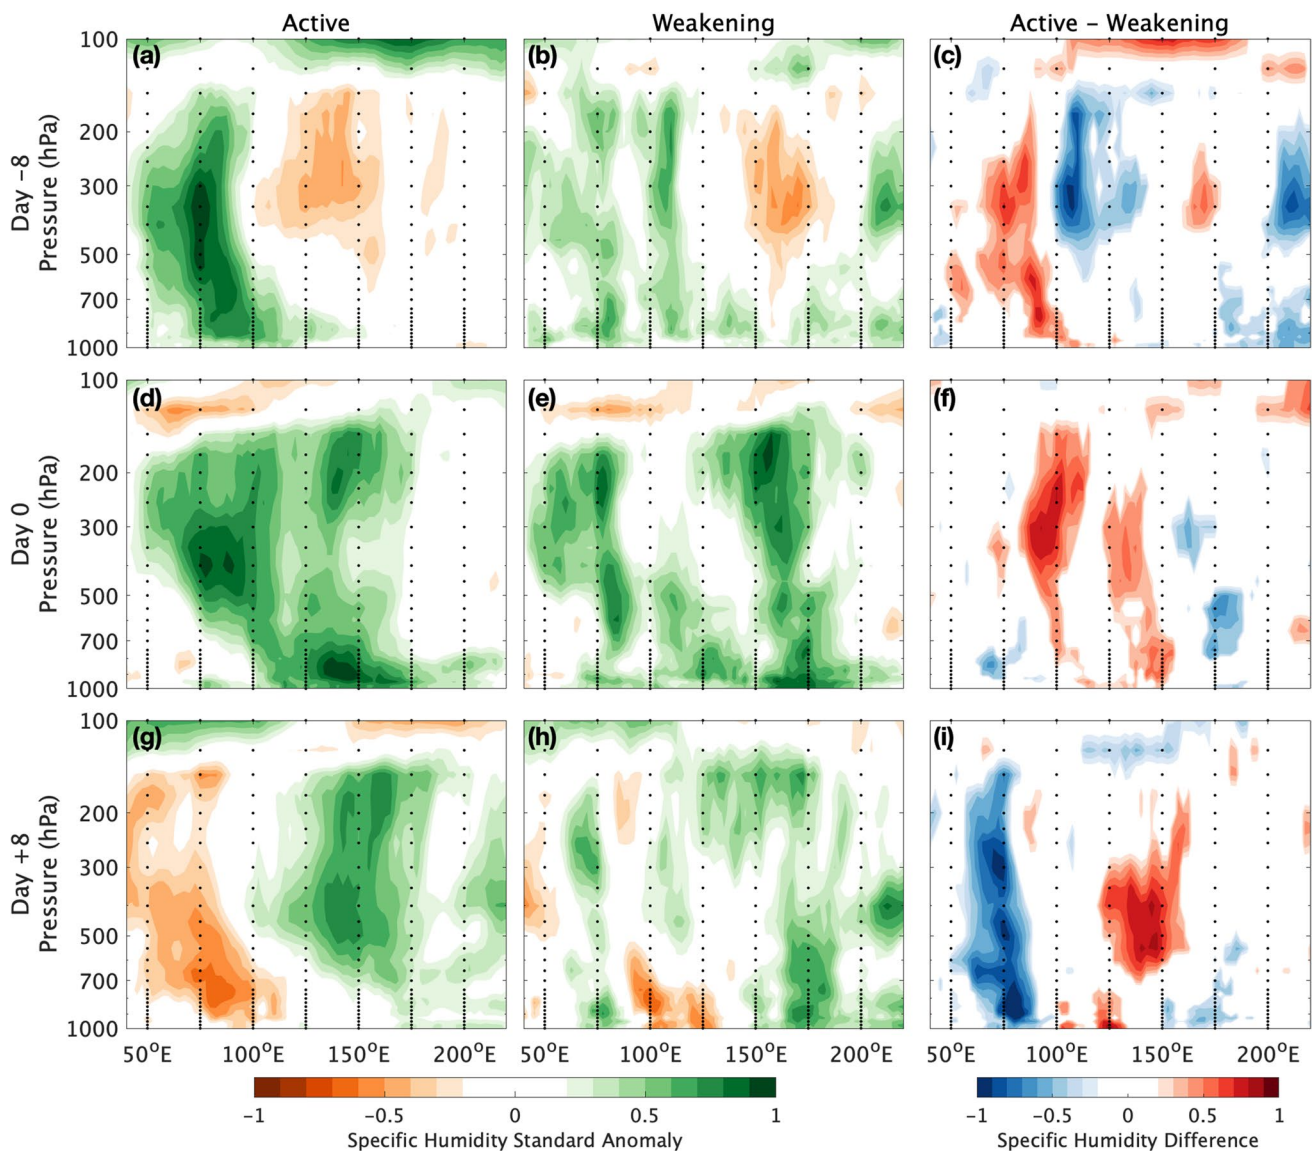 Active Weakening Active – Weakening
(a) (b) (c)
Day −8
Pressure (hPa)
100
200
300
500
700
1000
(d) (e) (f)
Day 0
Pressure (hPa)
100
200
300
500
700
1000
(g) (h) (i)
Day +8
Pressure (hPa)
100
200
300
500
700
1000
50°E 100°E 150°E 200°E 50°E 100°E 150°E 200°E 50°E 100°E 150°E 200°E
−1 −0.5 0 0.5 1 −1 −0.5 0 0.5 1
Specific Humidity Standard Anomaly Specific Humidity Difference